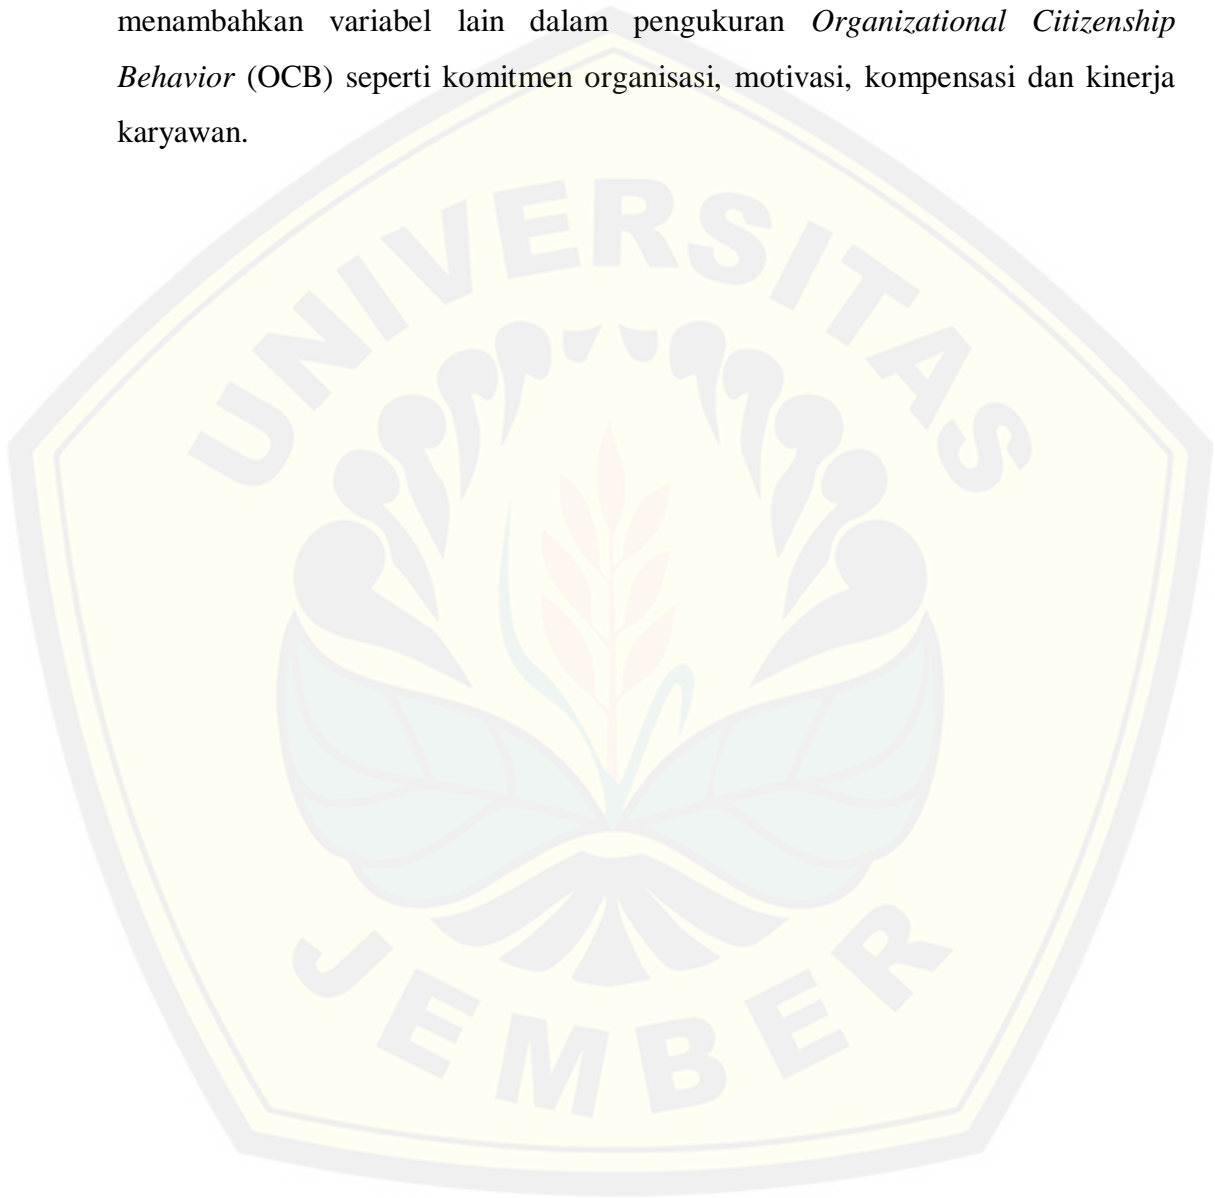 menambahkan variabel lain dalam pengukuran Organizational Citizenship
Behavior (OCB) seperti komitmen organisasi, motivasi, kompensasi dan kinerja
karyawan.
UNIVERSITAS
JEMBER